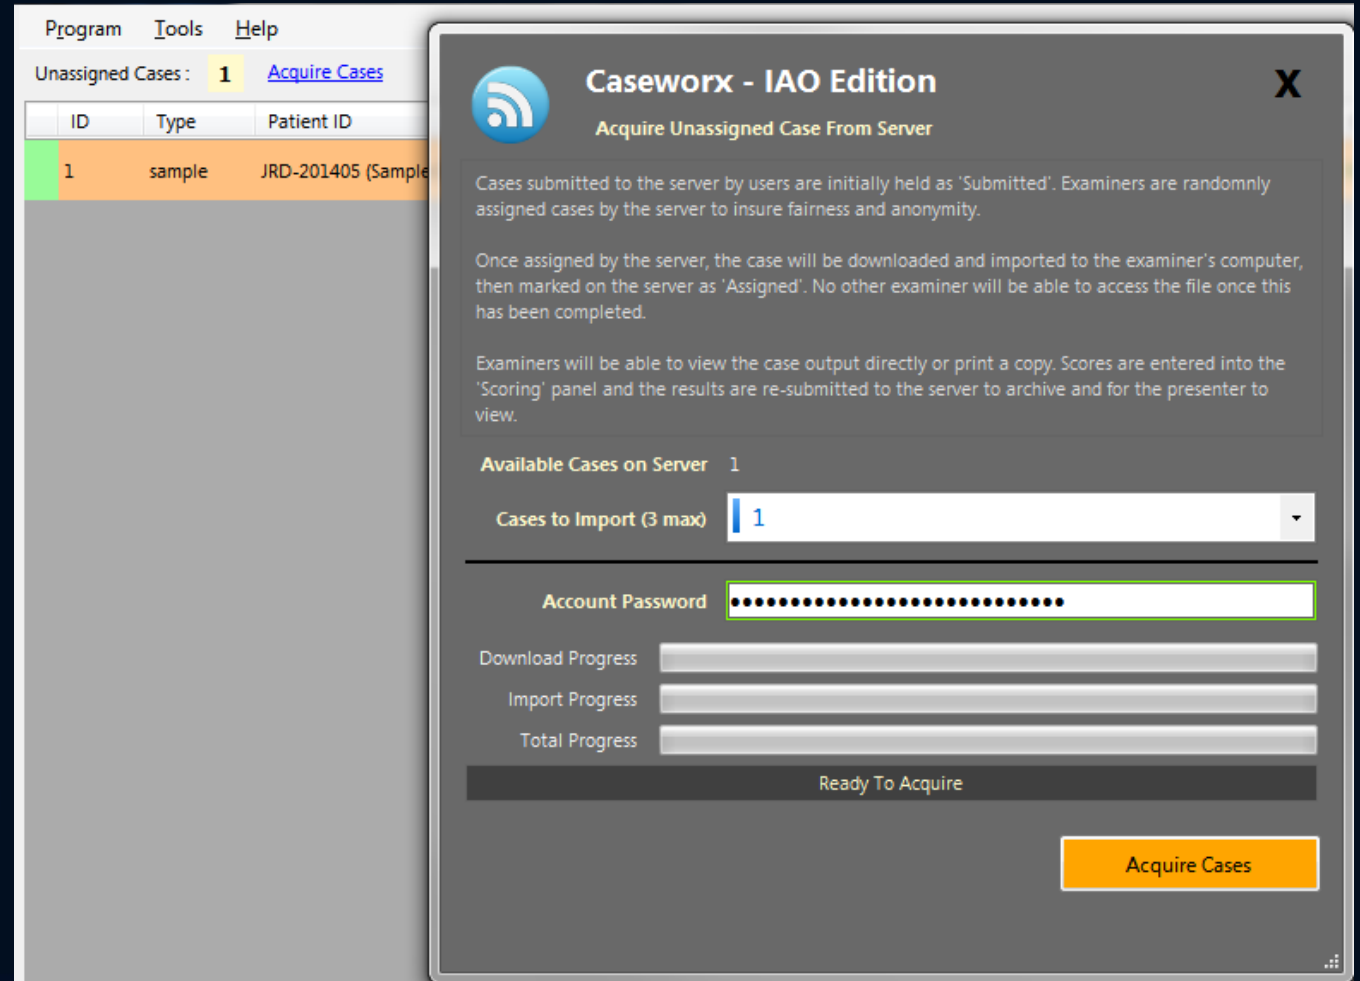 Program Tools Help
Unassigned Cases : 1 Acquire Cases
ID Type Patient ID
1 sample JRD-201405 (Sample
Caseworx - IAO Edition
X
Acquire Unassigned Case From Server
Cases submitted to the server by users are initially held as 'Submitted'. Examiners are randomnly
assigned cases by the server to insure fairness and anonymity.
Once assigned by the server, the case will be downloaded and imported to the examiner's computer,
then marked on the server as 'Assigned'. No other examiner will be able to access the file once this
has been completed.
Examiners will be able to view the case output directly or print a copy. Scores are entered into the
'Scoring' panel and the results are re-submitted to the server to archive and for the presenter to
view.
Available Cases on Server 1
Cases to Import (3 max) 1
Account Password ••••••••••••••••••••••••••••
Download Progress
Import Progress
Total Progress
Ready To Acquire
Acquire Cases